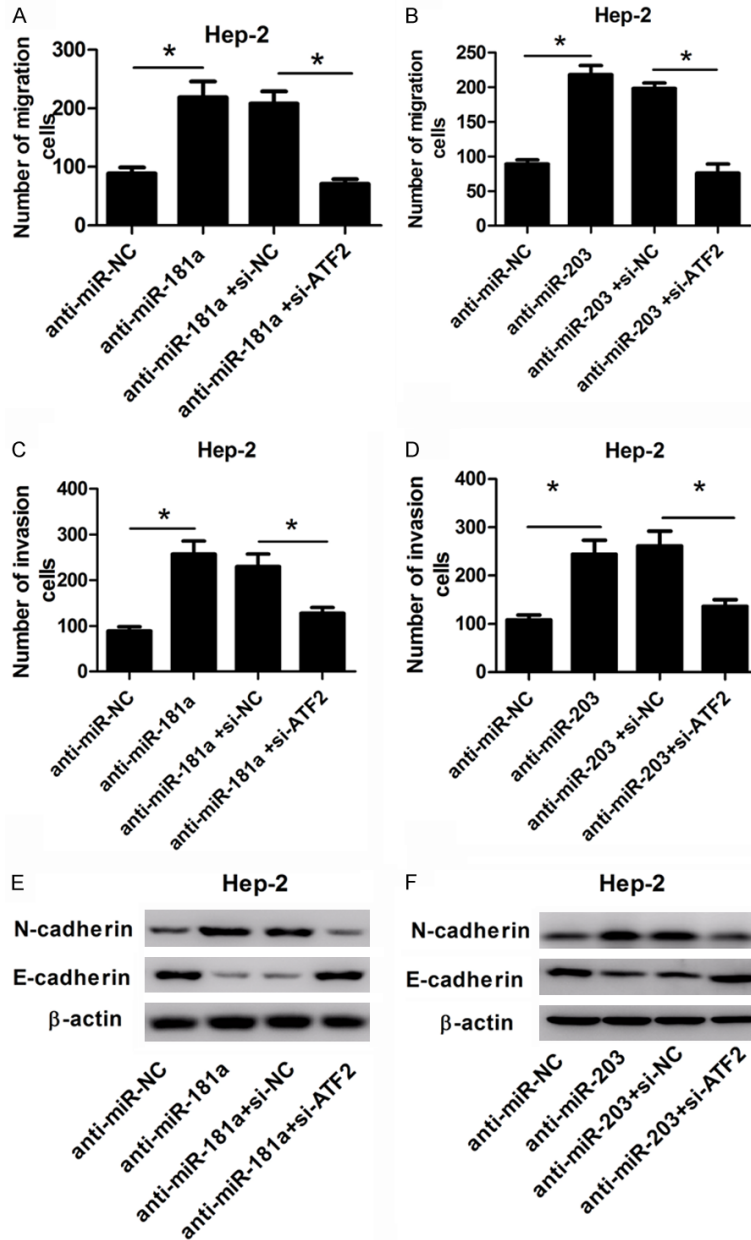 A
Hep-2
Number of migration
cells
300
200
100
0
*
*
anti-miR-NC
anti-miR-181a
anti-miR-181a +si-NC
anti-miR-181a +si-ATF2
B
Hep-2
Number of migration
cells
250
200
150
100
50
0
*
*
anti-miR-NC
anti-miR-203
anti-miR-203 +si-NC
anti-miR-203 +si-ATF2
C
Hep-2
Number of invasion
cells
400
300
200
100
0
*
*
anti-miR-NC
anti-miR-181a
anti-miR-181a +si-NC
anti-miR-181a +si-ATF2
D
Hep-2
Number of invasion
cells
400
300
200
100
0
*
*
anti-miR-NC
anti-miR-203
anti-miR-203 +si-NC
anti-miR-203+si-ATF2
E
Hep-2
N-cadherin
E-cadherin
β-actin
anti-miR-NC
anti-miR-181a
anti-miR-181a+si-NC
anti-miR-181a+si-ATF2
F
Hep-2
N-cadherin
E-cadherin
β-actin
anti-miR-NC
anti-miR-203
anti-miR-203+si-NC
anti-miR-203+si-ATF2